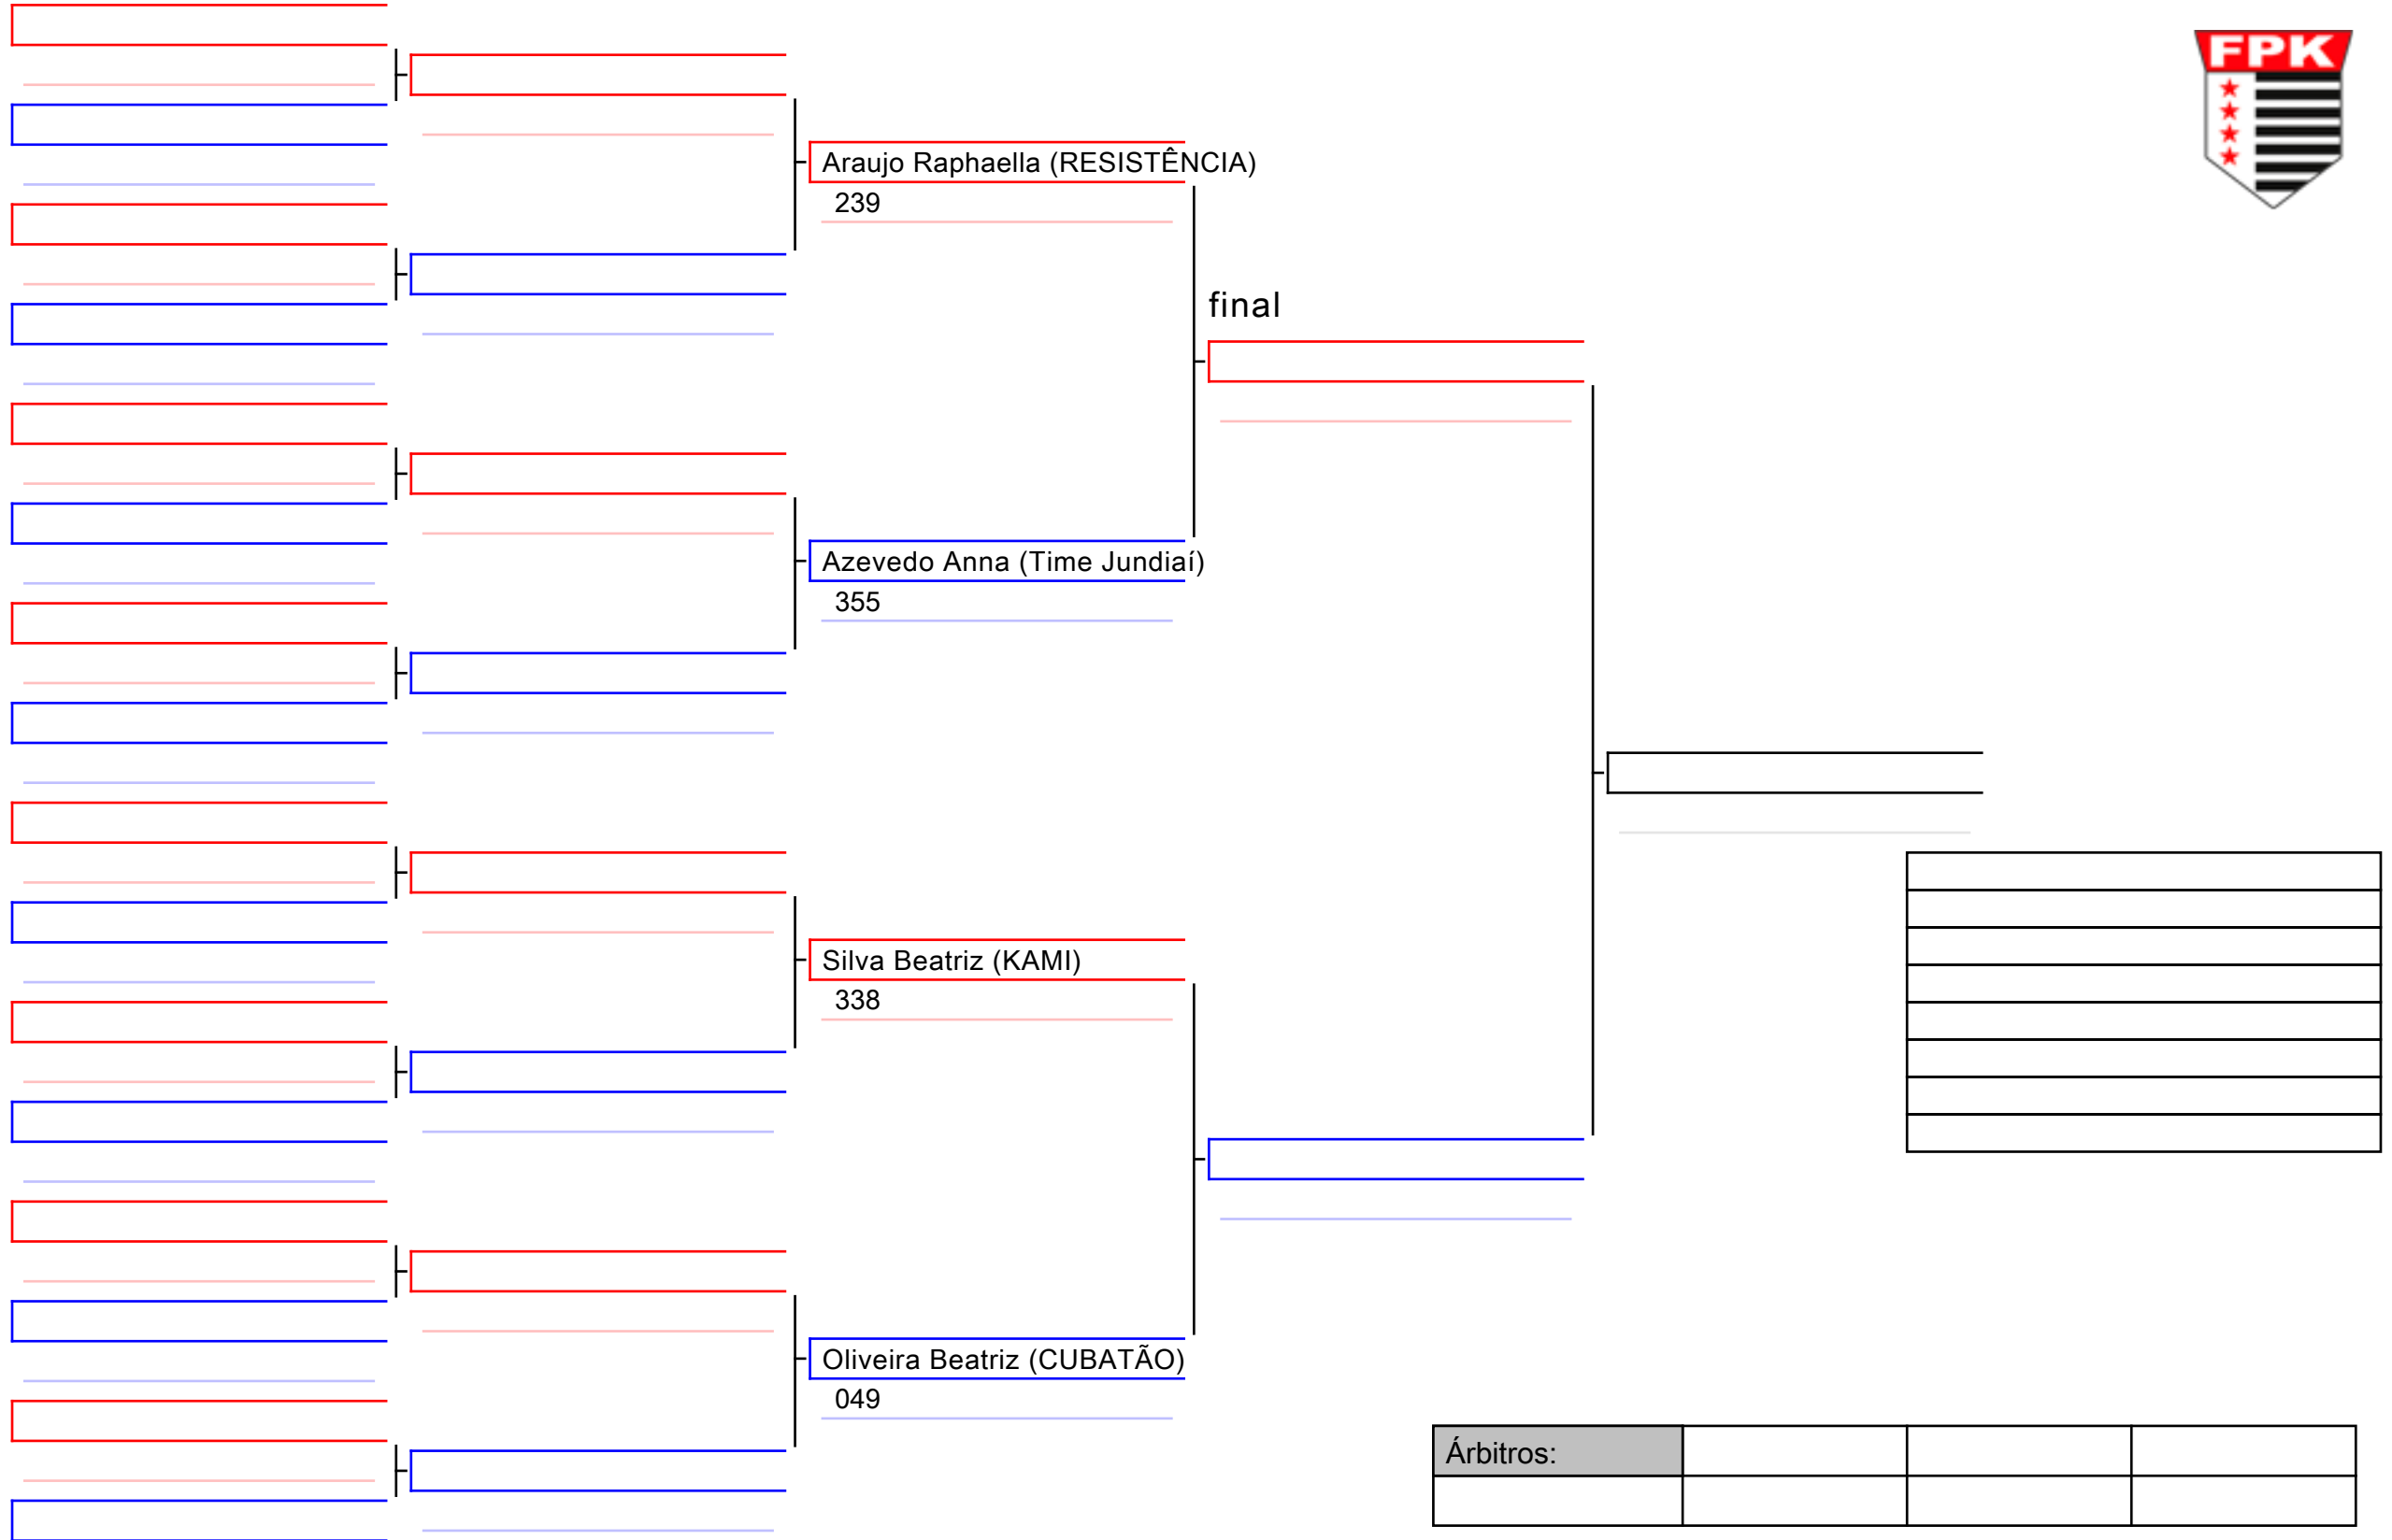 FPK
Araujo Raphaella (RESISTÊNCIA)
239
final
Azevedo Anna (Time Jundiaí)
355
Silva Beatriz (KAMI)
338
Oliveira Beatriz (CUBATÃO)
049
Árbitros: